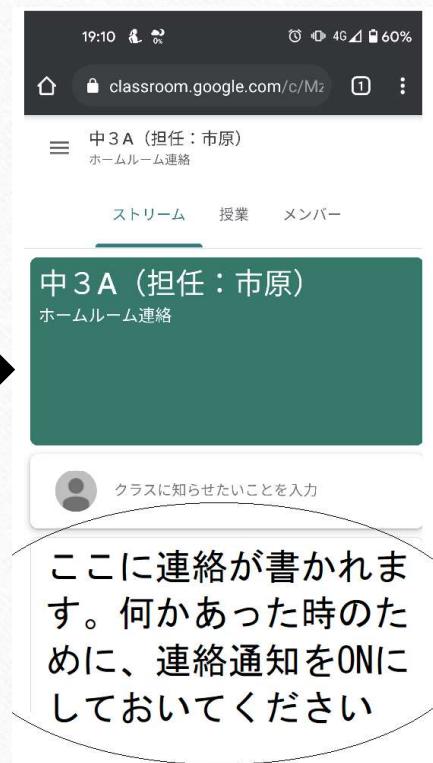 19:10 0% 4G 60%
classroom.google.com/c/Mz 1
中３A（担任：市原）
ホームルーム連絡
ストリーム 授業 メンバー
中３A（担任：市原）
ホームルーム連絡
クラスに知らせたいことを入力
ここに連絡が書かれま
す。何かあった時のた
めに、連絡通知をONに
しておいてください